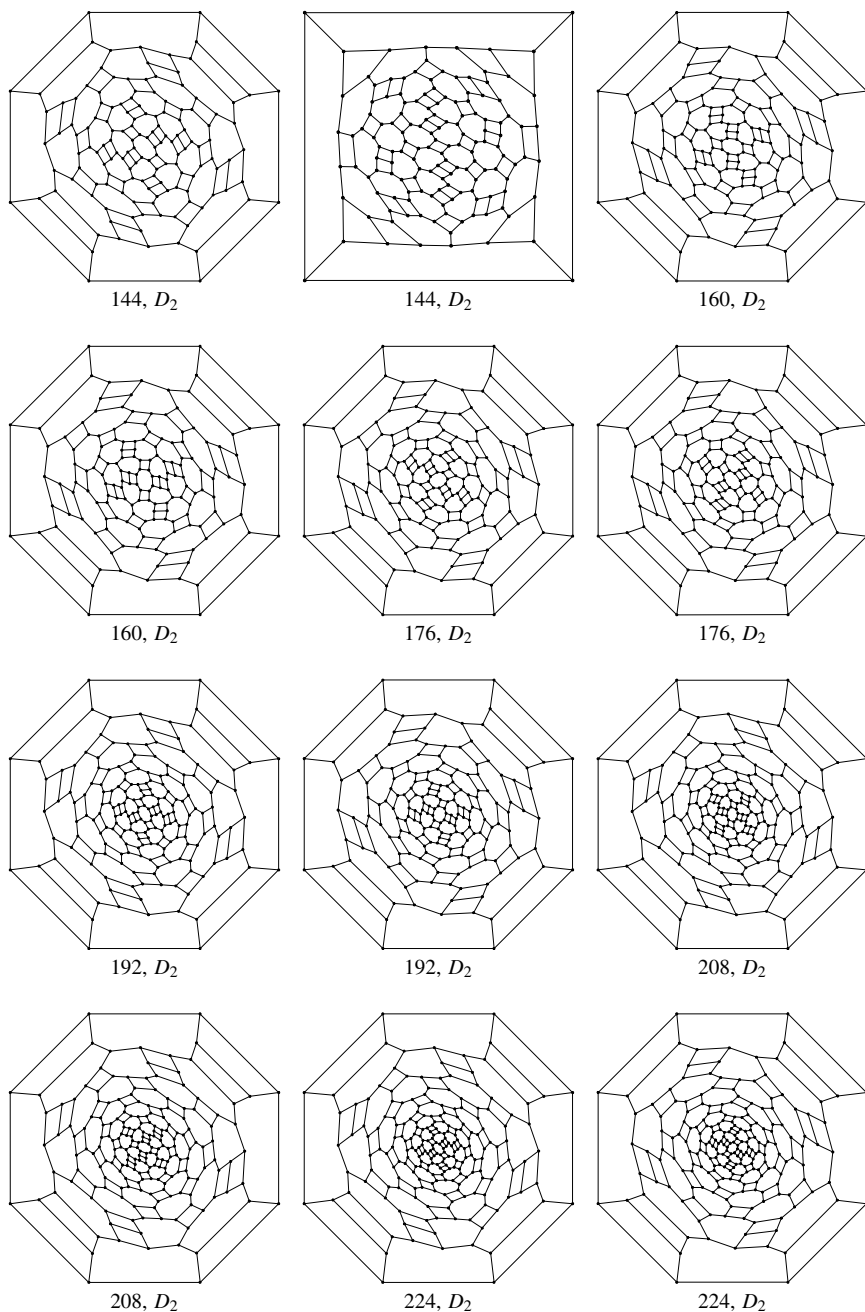 144, D₂
144, D₂
160, D₂
160, D₂
176, D₂
176, D₂
192, D₂
192, D₂
208, D₂
208, D₂
224, D₂
224, D₂